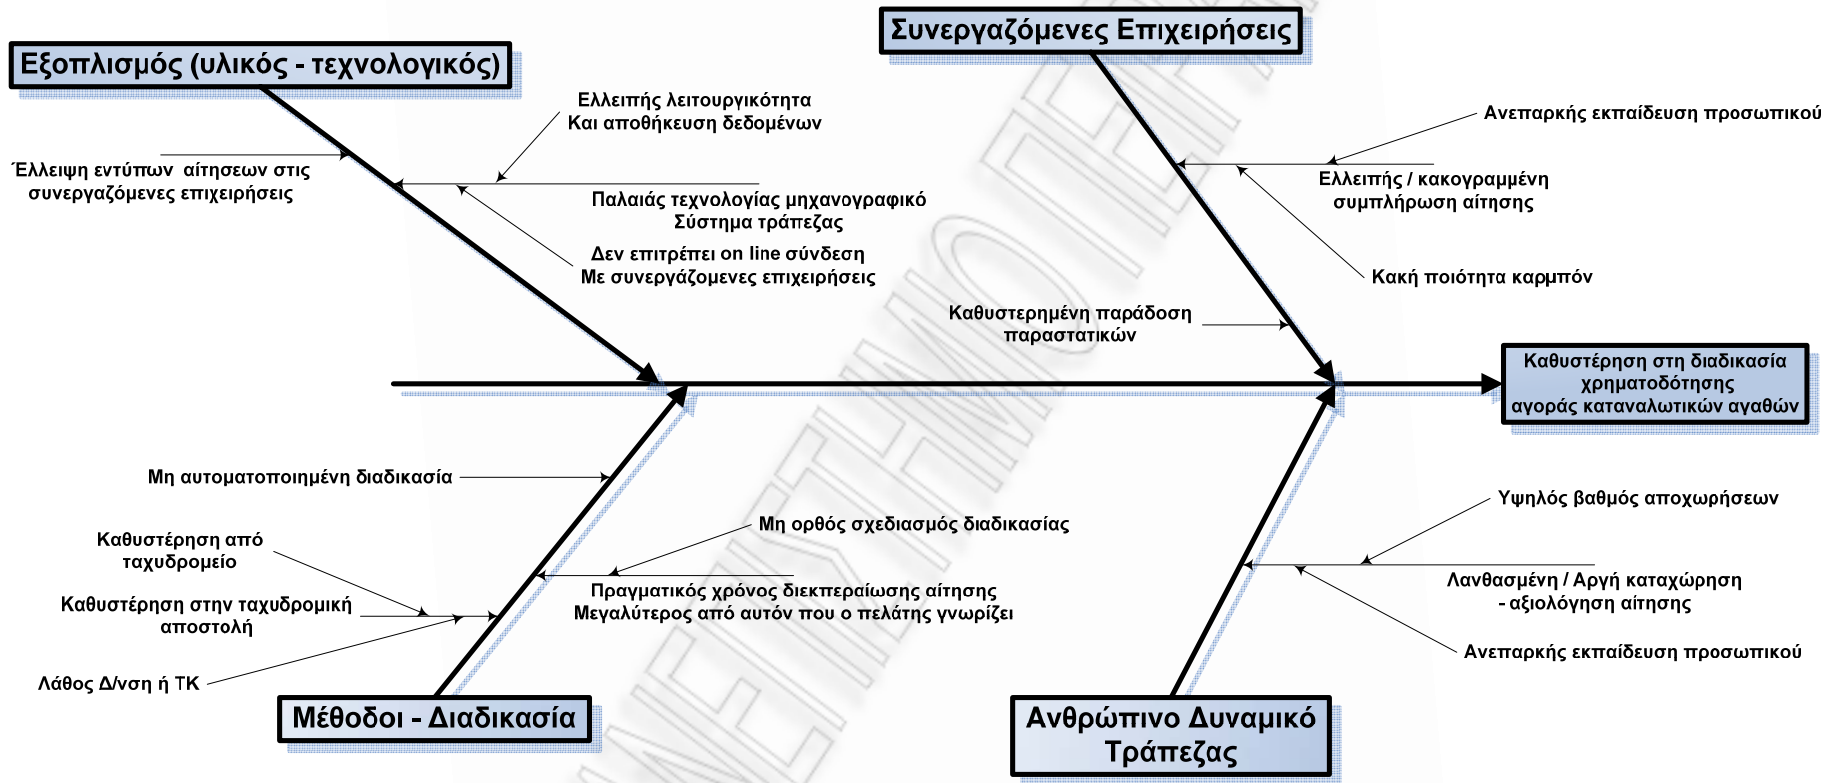 Εξοπλισμός (υλικός - τεχνολογικός)
Συνεργαζόμενες Επιχειρήσεις
Ελλειπής λειτουργικότητα
Και αποθήκευση δεδομένων
Έλλειψη εντύπων αίτησεων στις
συνεργαζόμενες επιχειρήσεις
Παλαιάς τεχνολογίας μηχανογραφικό
Σύστημα τράπεζας
Δεν επιτρέπει on line σύνδεση
Με συνεργάζομενες επιχειρήσεις
Ανεπαρκής εκπαίδευση προσωπικού
Ελλειπής / κακογραμμένη
συμπλήρωση αίτησης
Κακή ποιότητα καρμπόν
Καθυστερημένη παράδοση
παραστατικών
Καθυστέρηση στη διαδικασία
χρηματοδότησης
αγοράς καταναλωτικών αγαθών
Μη αυτοματοποιημένη διαδικασία
Μη ορθός σχεδιασμός διαδικασίας
Καθυστέρηση από
ταχυδρομείο
Πραγματικός χρόνος διεκπεραίωσης αίτησης
Μεγαλύτερος από αυτόν που ο πελάτης γνωρίζει
Καθυστέρηση στην ταχυδρομική
αποστολή
Λάθος Δ/νση ή ΤΚ
Υψηλός βαθμός αποχωρήσεων
Λανθασμένη / Αργή καταχώρηση
- αξιολόγηση αίτησης
Ανεπαρκής εκπαίδευση προσωπικού
Μέθοδοι - Διαδικασία
Ανθρώπινο Δυναμικό
Τράπεζας